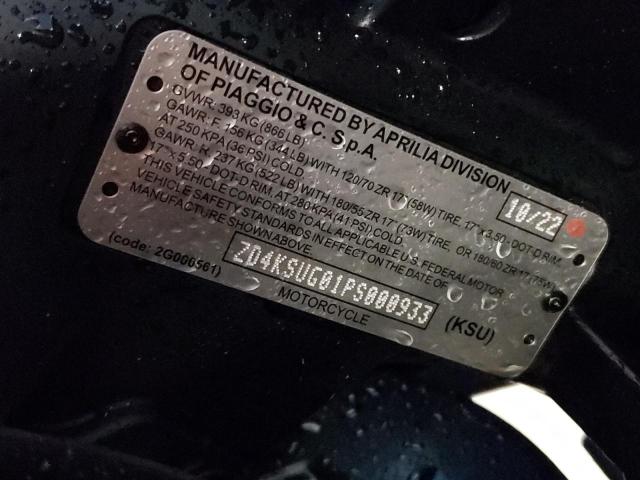 MANUFACTURED BY APRILIA DIVISION
OF PIAGGIO & C. S.p.A.
10/22
GVWR: 393 KG (866 LB)
GAWR: F. 156 KG (344 LB) WITH 120/70 ZR 17 (58W) TIRE, 17"x3.50 - DOT-D RIM,
AT 250 KPA (36 PSI) COLD
GAWR: R. 237 KG (522 LB) WITH 180/55 ZR 17 (73W) TIRE, OR 180/60 ZR 17 (75W)
17"X 5.50 - DOT-D RIM, AT 280 KPA (41 PSI) COLD.
THIS VEHICLE CONFORMS TO ALL APPLICABLE U.S. FEDERAL MOTOR
VEHICLE SAFETY STANDARDS IN EFFECT ON THE DATE OF
MANUFACTURE SHOWN ABOVE.
(code: 2G000561)
ZD4KSUG01PS000933
(KSU)
MOTORCYCLE